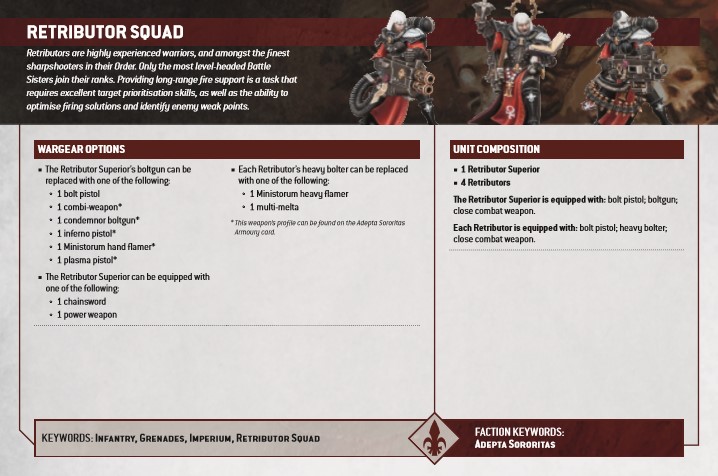 RETRIBUTOR SQUAD
Retributors are highly experienced warriors, and amongst the finest
sharpshooters in their Order. Only the most level-headed Battle
Sisters join their ranks. Providing long-range fire support is a task that
requires excellent target prioritisation skills, as well as the ability to
optimise firing solutions and identify enemy weak points.
WARGEAR OPTIONS
▪ The Retributor Superior's boltgun can be
replaced with one of the following:
◦ 1 bolt pistol
◦ 1 combi-weapon*
◦ 1 condemnor boltgun*
◦ 1 inferno pistol*
◦ 1 Ministorum hand flamer*
◦ 1 plasma pistol*
▪ The Retributor Superior can be equipped with
one of the following:
◦ 1 chainsword
◦ 1 power weapon
▪ Each Retributor's heavy bolter can be replaced
with one of the following:
◦ 1 Ministorum heavy flamer
◦ 1 multi-melta
* This weapon's profile can be found on the Adepta Sororitas
Armoury card.
UNIT COMPOSITION
▪ 1 Retributor Superior
▪ 4 Retributors
The Retributor Superior is equipped with: bolt pistol; boltgun;
close combat weapon.
Each Retributor is equipped with: bolt pistol; heavy bolter;
close combat weapon.
KEYWORDS: INFANTRY, GRENADES, IMPERIUM, RETRIBUTOR SQUAD
FACTION KEYWORDS:
ADEPTA SORORITAS